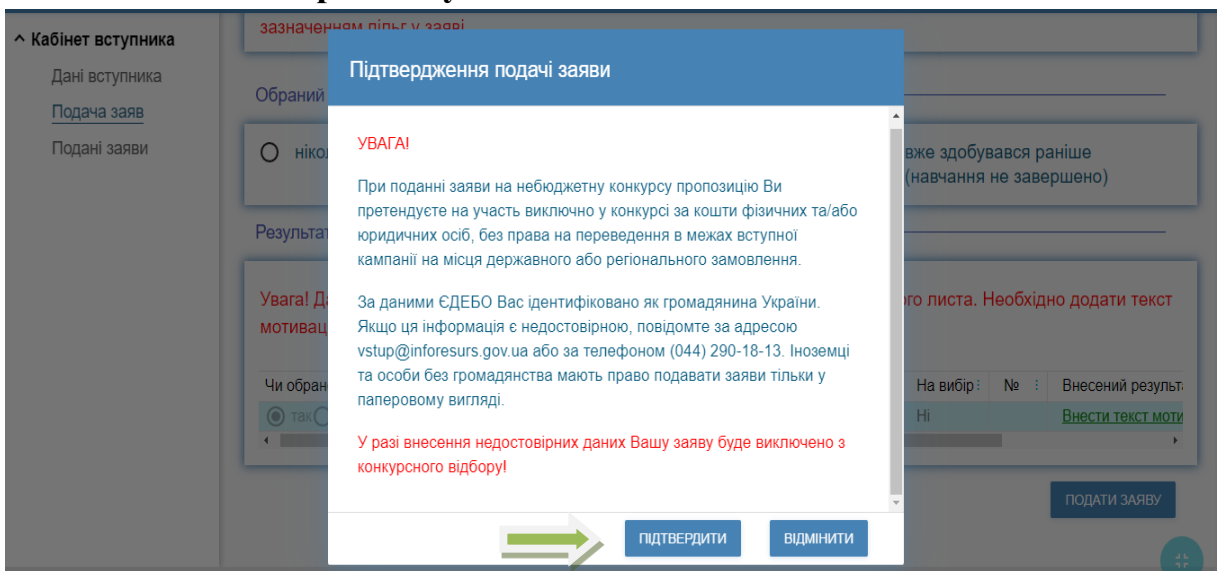 Кабінет вступника
Дані вступника
Подача заяв
Подані заяви
зазначенням пільг у заяві
Обраний
вже здобувався раніше
(навчання не завершено)
Увага!
го листа. Необхідно додати текст
Чи обран
На вибір № Внесений результ
так Ні Внести текст моти
ПОДАТИ ЗАЯВУ
Підтвердження подачі заяви
УВАГА!
При поданні заяви на небюджетну конкурсу пропозицію Ви
претендуєте на участь виключно у конкурсі за кошти фізичних та/або
юридичних осіб, без права на переведення в межах вступної
кампанії на місця державного або регіонального замовлення.
За даними ЄДЕБО Вас ідентифіковано як громадянина України.
Якщо ця інформація є недостовірною, повідомте за адресою
vstup@inforesurs.gov.ua або за телефоном (044) 290-18-13. Іноземці
та особи без громадянства мають право подавати заяви тільки у
паперовому вигляді.
У разі внесення недостовірних даних Вашу заяву буде виключено з
конкурсного відбору!
ПІДТВЕРДИТИ ВІДМІНИТИ